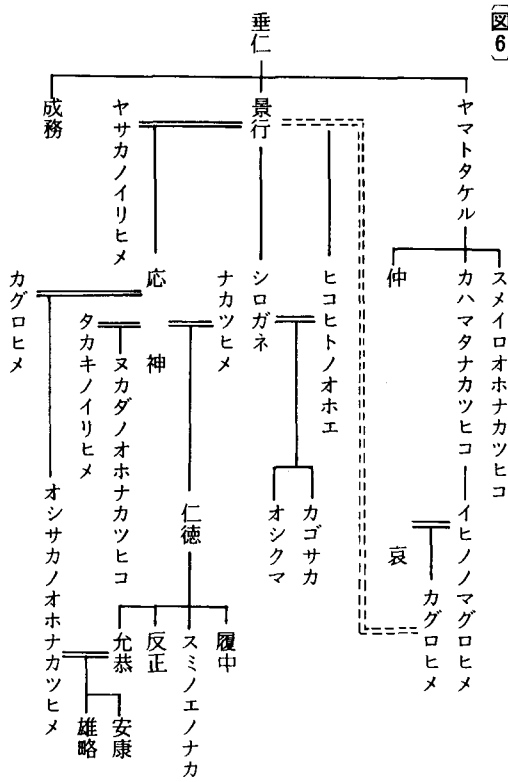 〔図6〕
垂仁
ヤマトタケル
景行
成務
スメイロオホナカツヒコ
カハマタナカツヒコ
仲哀
イヒノノマグロヒメ
カグロヒメ
ヒコヒトノオホエ
シロガネ
カゴサカ
オシクマ
ヤサカノイリヒメ
応神
ナカツヒメ
仁徳
履中
スミノエノナカ
反正
允恭
タカキノイリヒメ
ヌカダノオホナカツヒコ
カグロヒメ
オシサカノオホナカツヒメ
安康
雄略